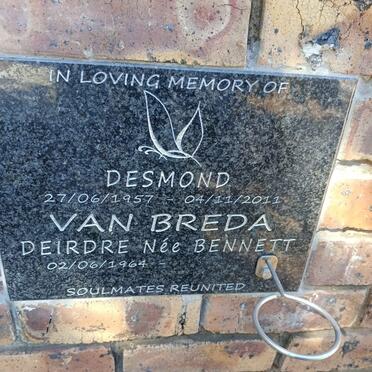 IN LOVING MEMORY OF
DESMOND
27/06/1957 - 04/11/2011
VAN BREDA
DEIRDRE Née BENNETT
02/06/1964 -
SOULMATES REUNITED